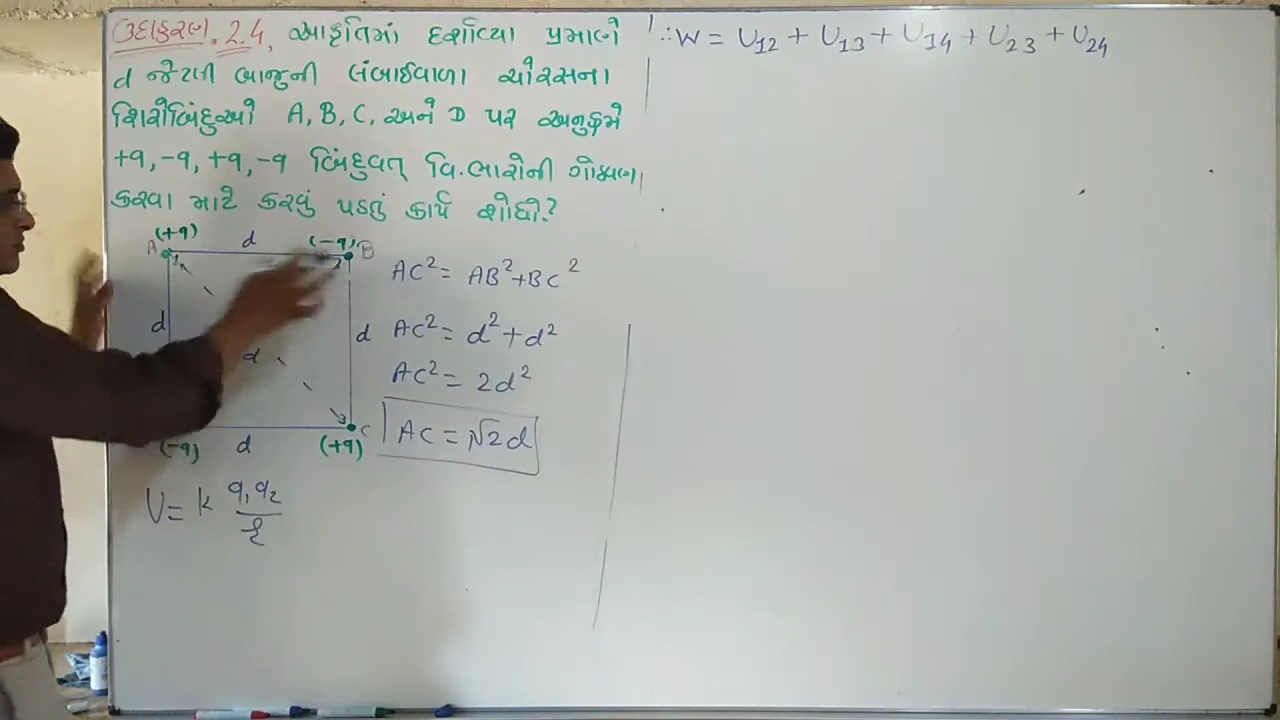 ઉદાહરણ. 2.4. આકૃતિમાં દર્શાવ્યા પ્રમાણે
d જેટલી બાજુની લંબાઈવાળા ચોરસના
શિરોબિંદુઓ A, B, C, અને D પર અનુક્રમે
+q, -q, +q, -q બિંદુવત્ વિ.ભારોની ગોઠવણ
કરવા માટે કરવું પડતું કાર્ય શોધો?
(+q) d (-q)
A B
d d d
C
(-q) d (+q)
U = k q₁q₂ / r
AC² = AB² + BC²
AC² = d² + d²
AC² = 2d²
AC = √2d
∴ W = U₁₂ + U₁₃ + U₁₄ + U₂₃ + U₂₄